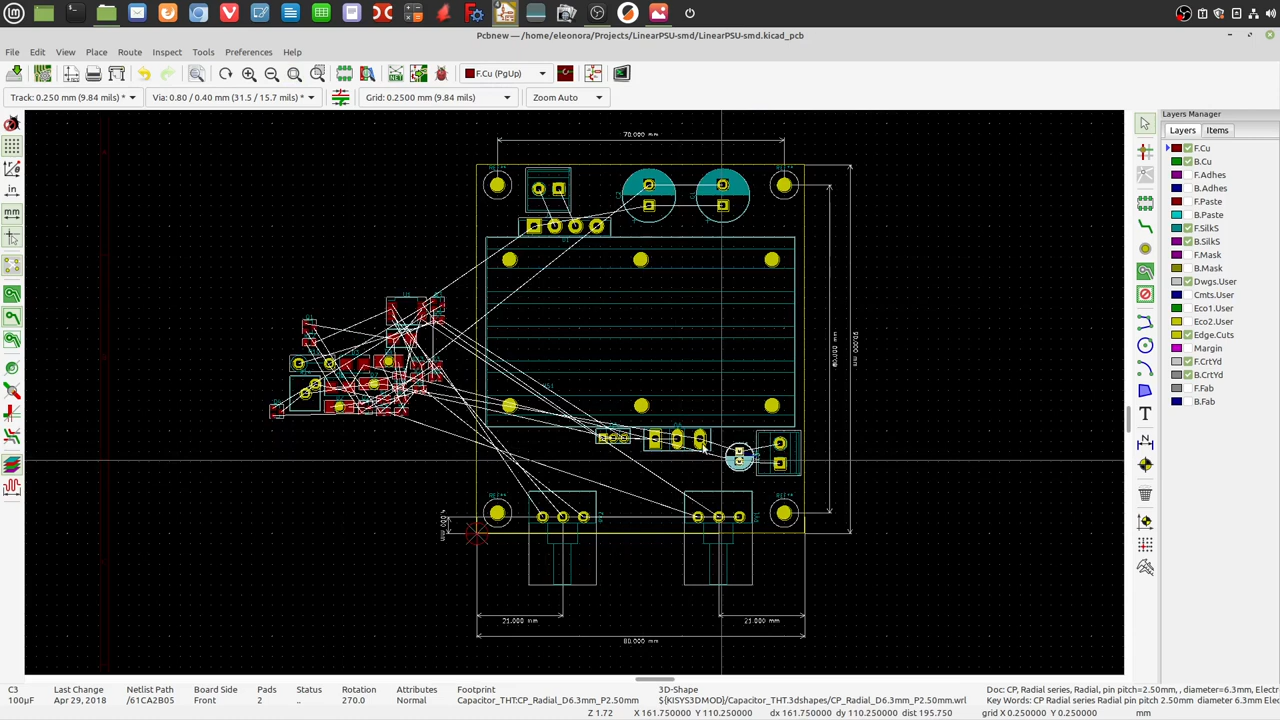 Pcbnew — /home/eleonora/Projects/LinearPSU-smd/LinearPSU-smd.kicad_pcb
File Edit View Place Route Inspect Tools Preferences Help
F.Cu (PgUp)
Track: 0.250 mm (9.84 mils) *
Via: 0.80 / 0.40 mm (31.5 / 15.7 mils) *
Grid: 0.2500 mm (9.84 mils)
Zoom Auto
Layers Manager
Layers Items
F.Cu
B.Cu
F.Adhes
B.Adhes
F.Paste
B.Paste
F.SilkS
B.SilkS
F.Mask
B.Mask
Dwgs.User
Cmts.User
Eco1.User
Eco2.User
Edge.Cuts
Margin
F.CrtYd
B.CrtYd
F.Fab
B.Fab
in
mm
70.000 mm
4.000 mm
21.000 mm
21.000 mm
80.000 mm
C3 Last Change Netlist Path Board Side Pads Status Rotation Attributes Footprint 3D-Shape Doc: CP, Radial series, Radial, pin pitch=2.50mm, , diameter=6.3mm, Electr
100µF Apr 29, 2018 /61CA2B05 Front 2 .. 270.0 Normal Capacitor_THT:CP_Radial_D6.3mm_P2.50mm ${KISYS3DMOD}/Capacitor_THT.3dshapes/CP_Radial_D6.3mm_P2.50mm.wrl Key Words: CP Radial series Radial pin pitch 2.50mm diameter 6.3mm Electr
Z 1.72 X 161.750000 Y 110.250000 dx 161.750000 dy 110.250000 dist 195.750 grid X 0.250000 Y 0.250000 mm